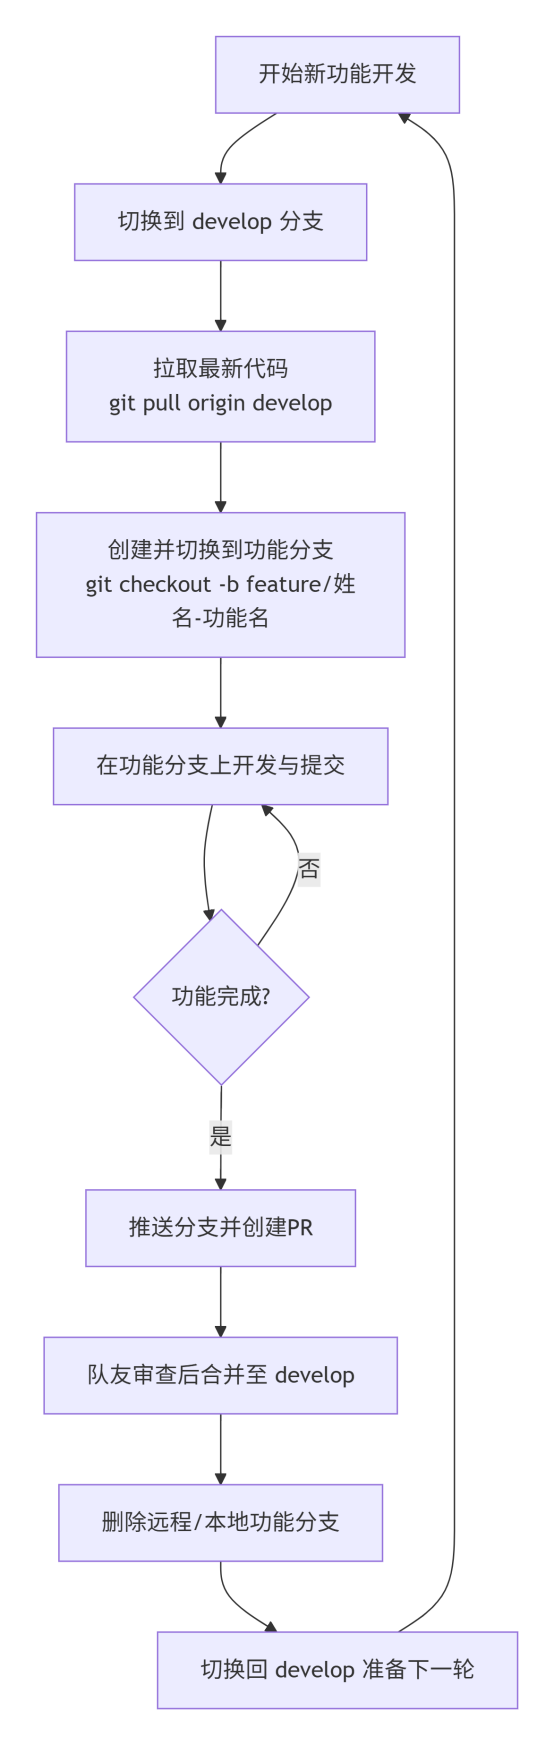 开始新功能开发
切换到 develop 分支
拉取最新代码
git pull origin develop
创建并切换到功能分支
git checkout -b feature/姓
名-功能名
在功能分支上开发与提交
否
功能完成?
是
推送分支并创建PR
队友审查后合并至 develop
删除远程/本地功能分支
切换回 develop 准备下一轮